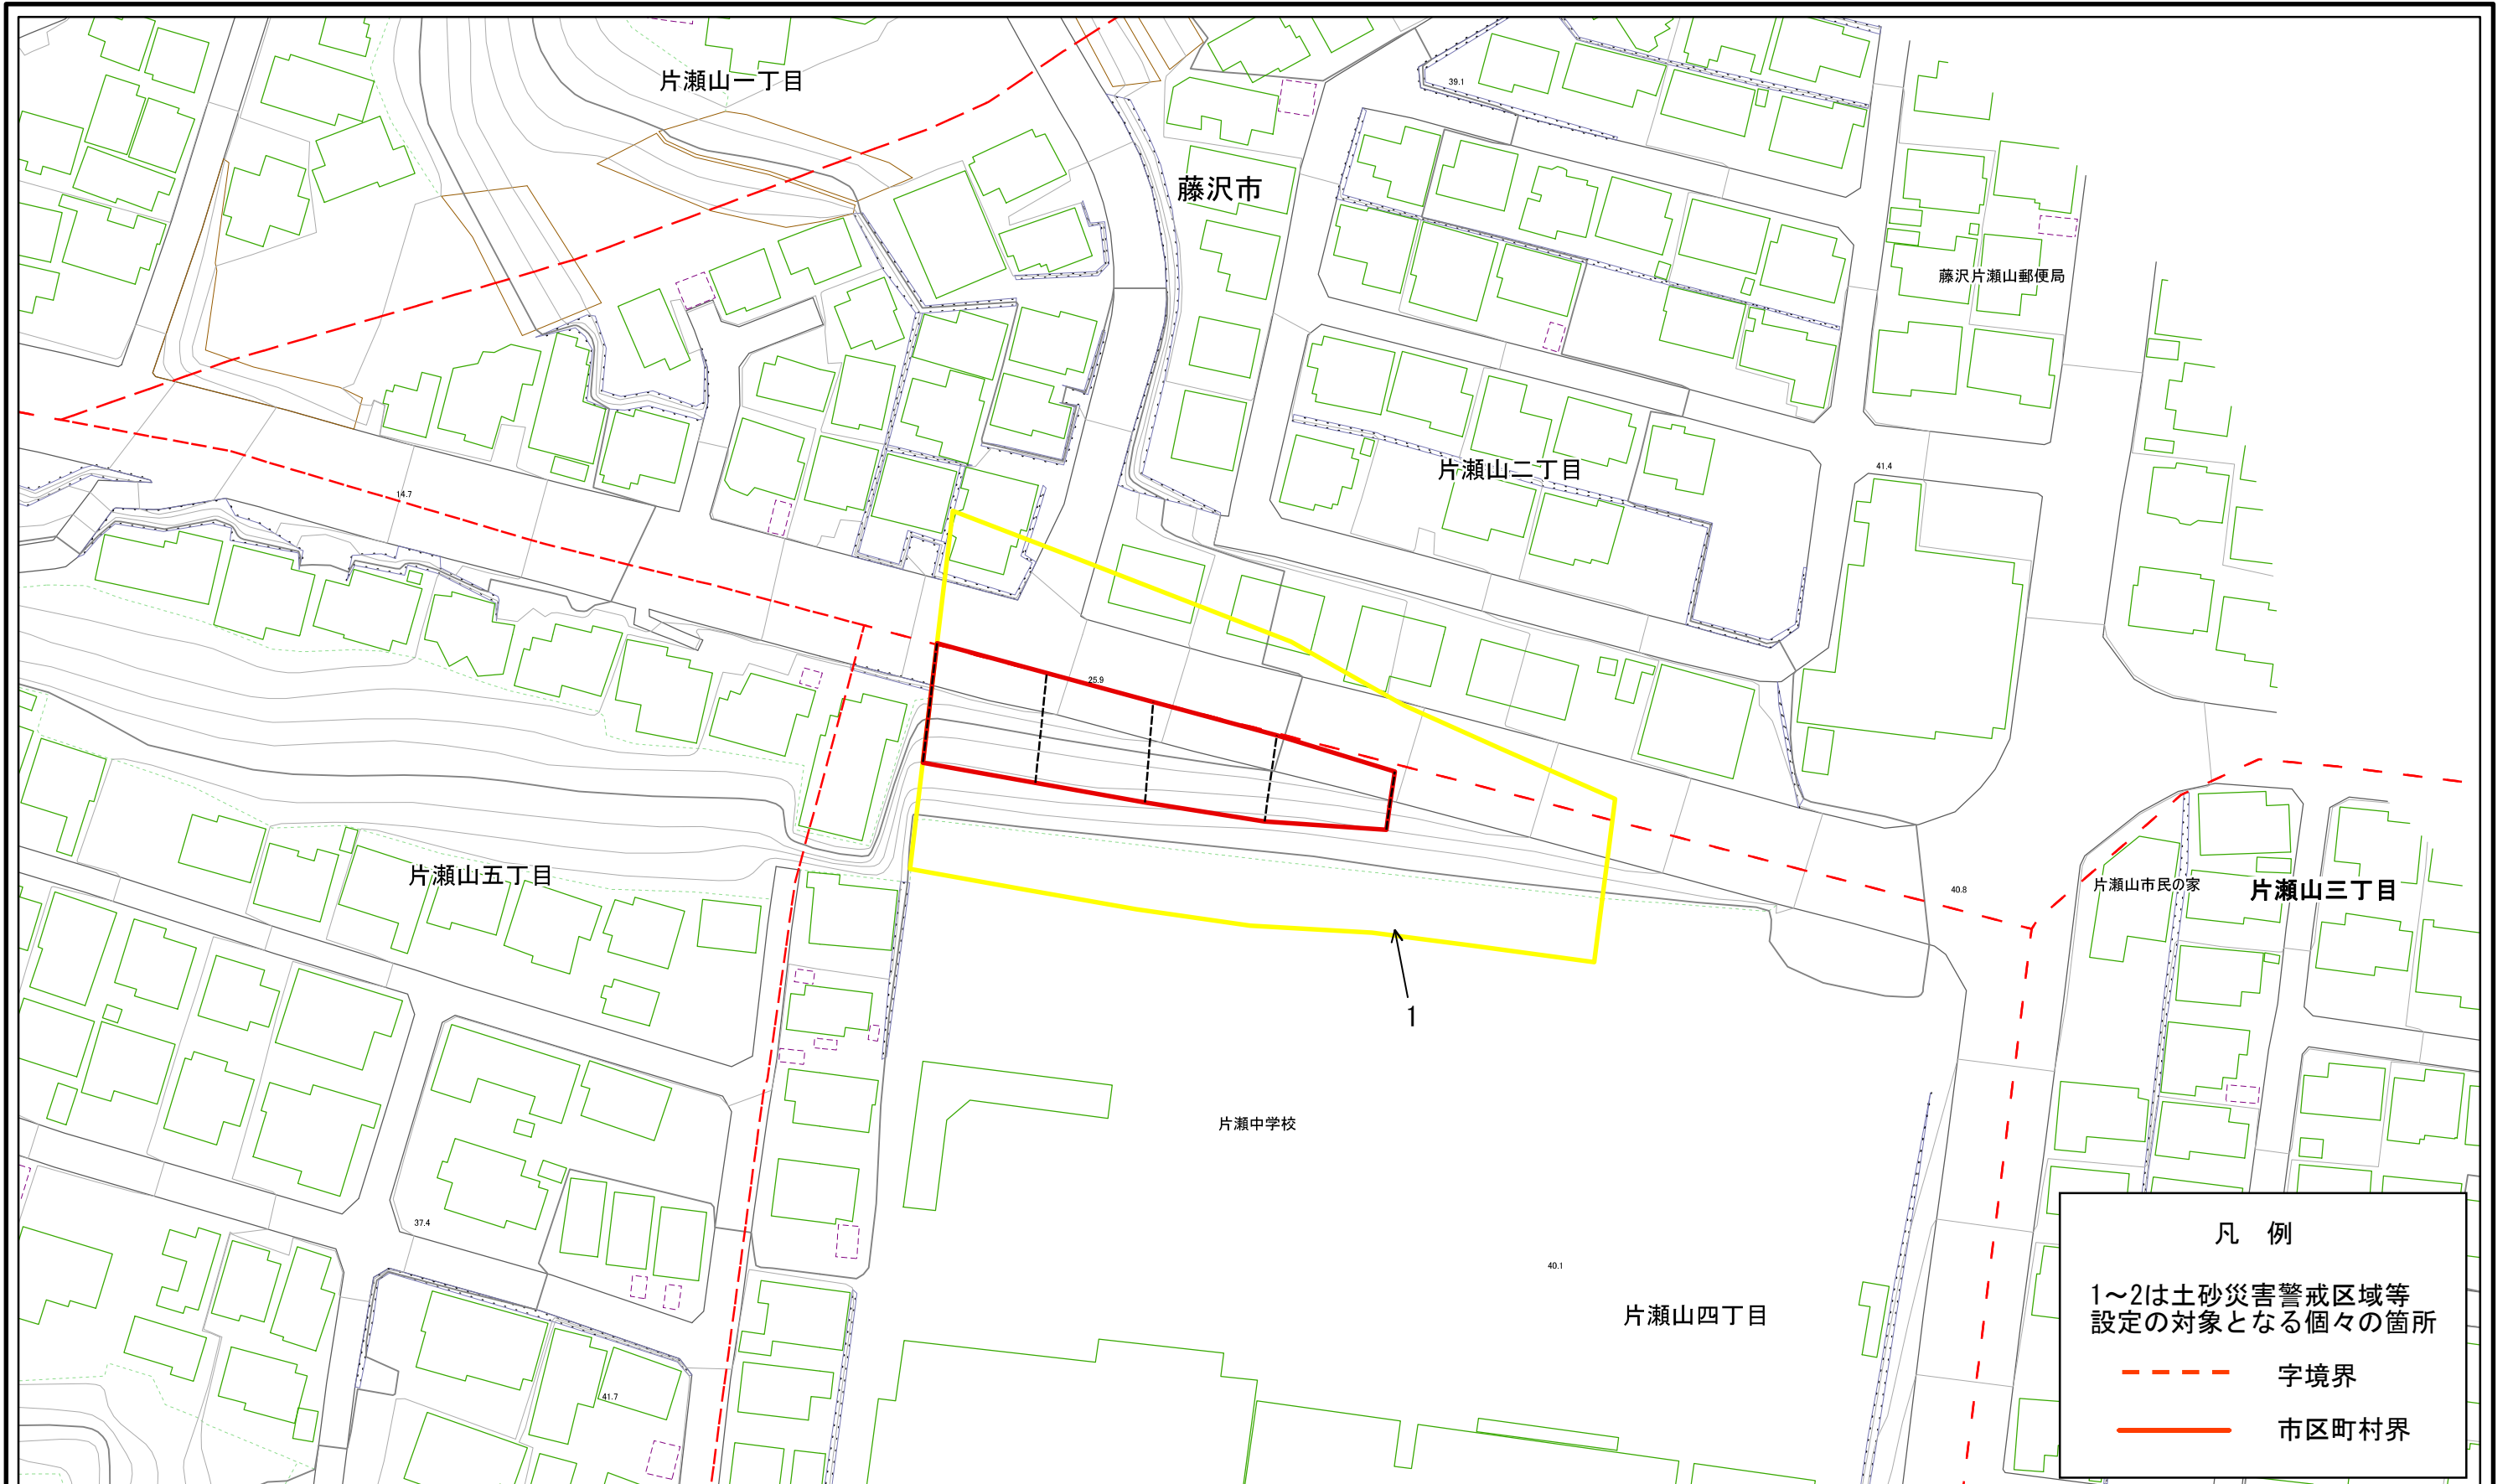 片瀬山一丁目
39.1
藤沢市
藤沢片瀬山郵便局
片瀬山二丁目
41.4
14.7
25.9
片瀬山五丁目
40.8
片瀬山市民の家
片瀬山三丁目
1
片瀬中学校
37.4
40.1
片瀬山四丁目
41.7
凡 例
1～2は土砂災害警戒区域等
設定の対象となる個々の箇所
字境界
市区町村界